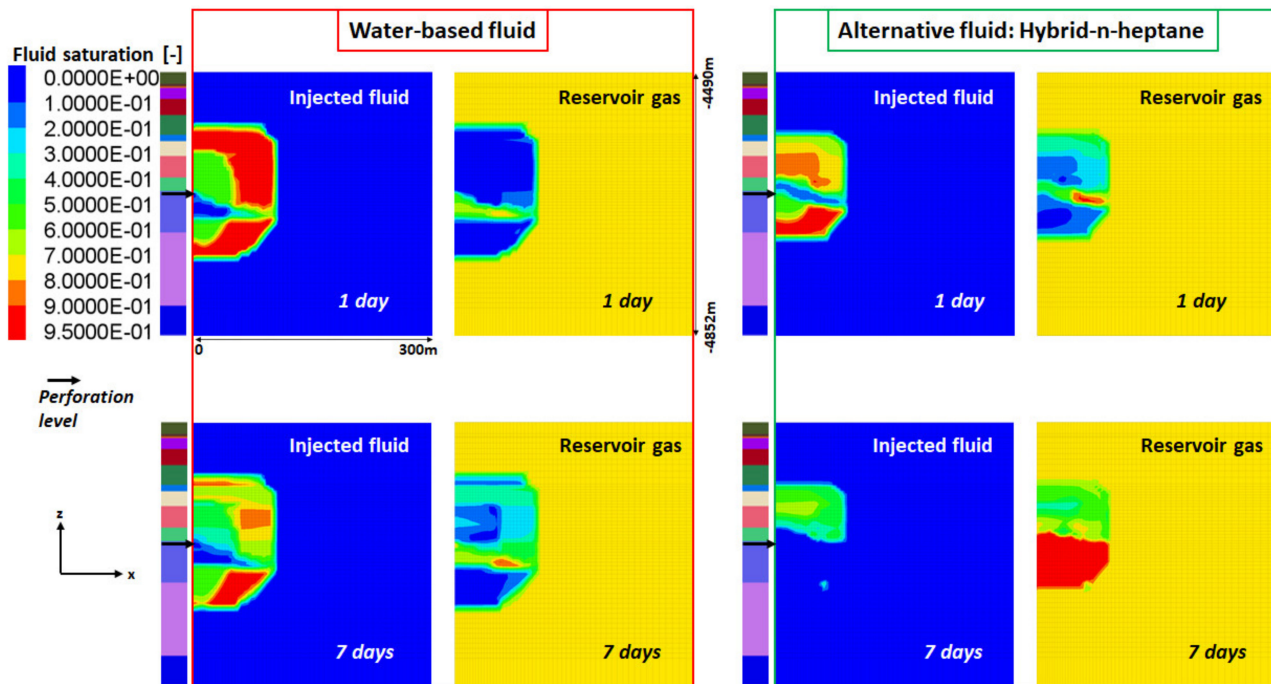 Water-based fluid
Alternative fluid: Hybrid-n-heptane
Fluid saturation [-]
0.0000E+00
1.0000E-01
2.0000E-01
3.0000E-01
4.0000E-01
5.0000E-01
6.0000E-01
7.0000E-01
8.0000E-01
9.0000E-01
9.5000E-01
Injected fluid
Reservoir gas
-4490m
Injected fluid
Reservoir gas
1 day
1 day
-4852m
1 day
1 day
0
300m
Perforation
level
Injected fluid
Reservoir gas
Injected fluid
Reservoir gas
z
x
7 days
7 days
7 days
7 days